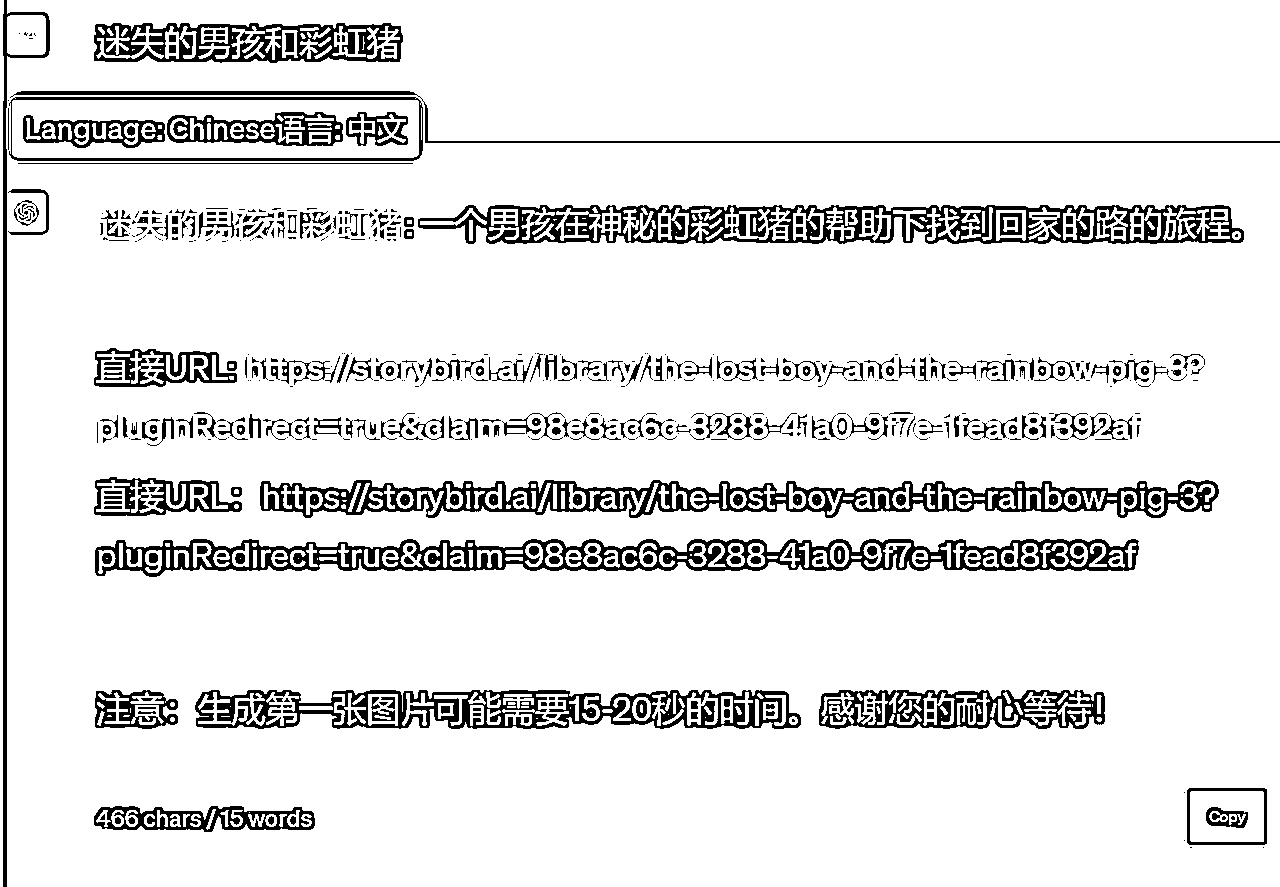 迷失的男孩和彩虹猪
Language: Chinese语言: 中文
迷失的男孩和彩虹猪: 一个男孩在神秘的彩虹猪的帮助下找到回家的路的旅程。
直接URL: https://storybird.ai/library/the-lost-boy-and-the-rainbow-pig-3?
pluginRedirect=true&claim=98e8ac6c-3288-41a0-9f7e-1fead8f392af
直接URL：https://storybird.ai/library/the-lost-boy-and-the-rainbow-pig-3?
pluginRedirect=true&claim=98e8ac6c-3288-41a0-9f7e-1fead8f392af
注意：生成第一张图片可能需要15-20秒的时间。感谢您的耐心等待！
466 chars / 15 words
Copy